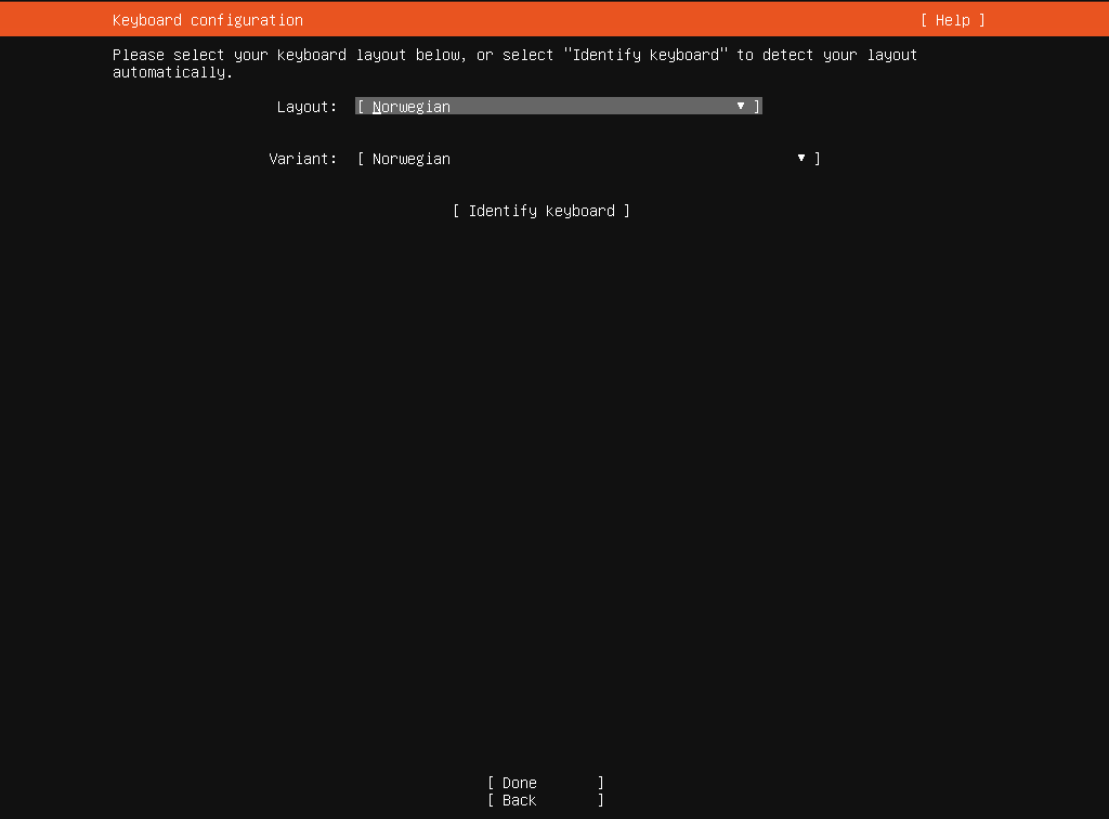 Keyboard configuration [ Help ]
Please select your keyboard layout below, or select "Identify keyboard" to detect your layout
automatically.
Layout: [ Norwegian ▼ ]
Variant: [ Norwegian ▼ ]
[ Identify keyboard ]
[ Done ]
[ Back ]